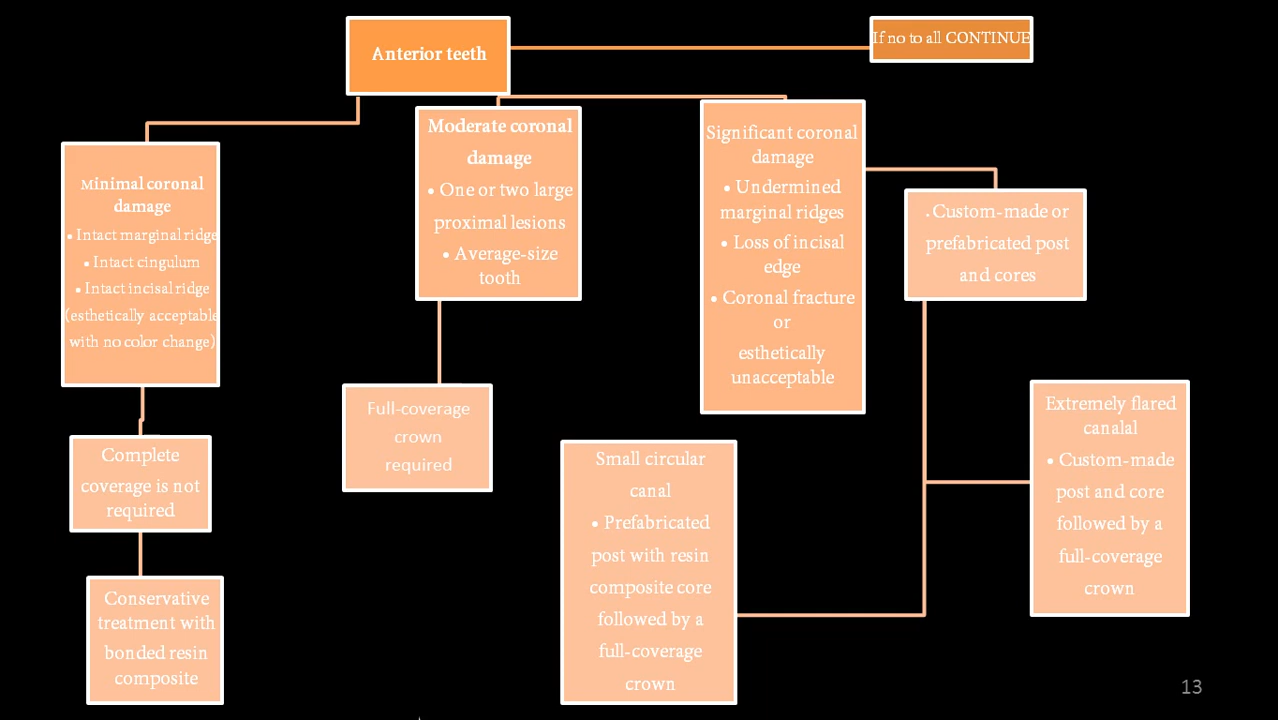 Anterior teeth
If no to all CONTINUE
Minimal coronal
damage
• Intact marginal ridge
• Intact cingulum
• Intact incisal ridge
(esthetically acceptable
with no color change)
Complete
coverage is not
required
Conservative
treatment with
bonded resin
composite
Moderate coronal
damage
• One or two large
proximal lesions
• Average-size
tooth
Full-coverage
crown
required
Significant coronal
damage
• Undermined
marginal ridges
• Loss of incisal
edge
• Coronal fracture
or
esthetically
unacceptable
. Custom-made or
prefabricated post
and cores
Small circular
canal
• Prefabricated
post with resin
composite core
followed by a
full-coverage
crown
Extremely flared
canalal
• Custom-made
post and core
followed by a
full-coverage
crown
13